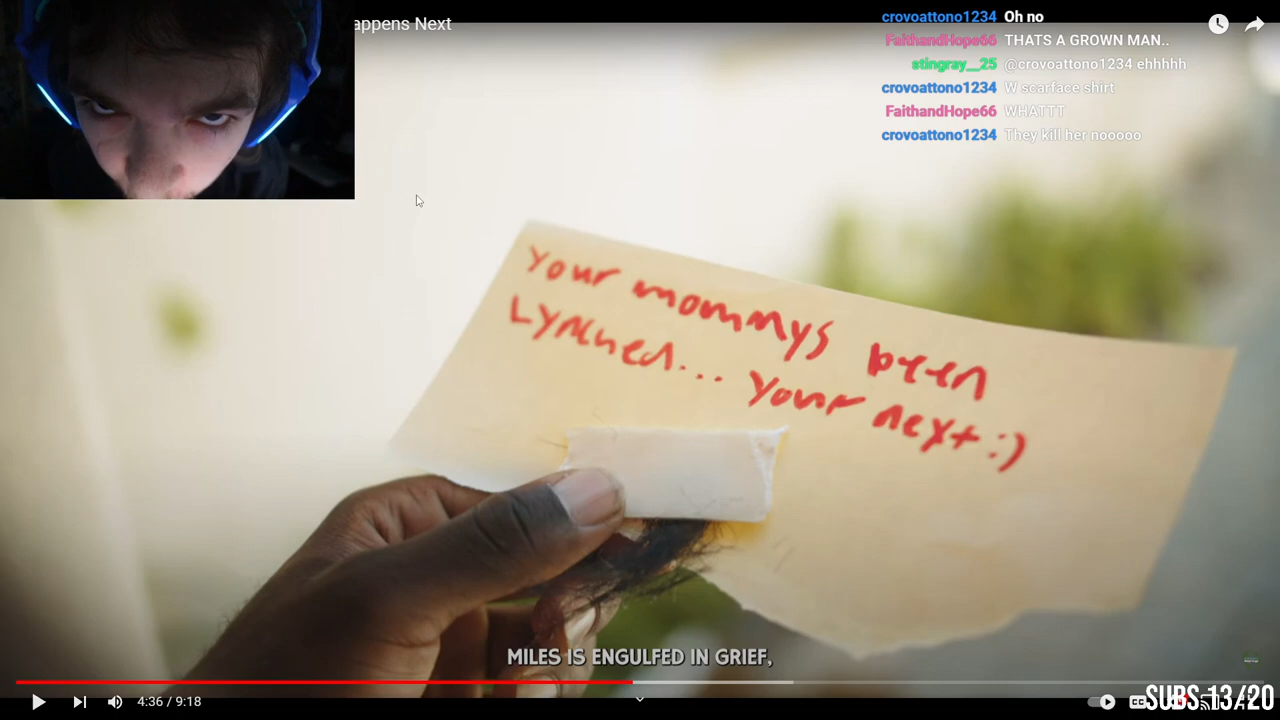 appens Next
crovoattono1234 Oh no
FaithandHope66 THATS A GROWN MAN..
stingray__25 @crovoattono1234 ehhhhh
crovoattono1234 W scarface shirt
FaithandHope66 WHATTT
crovoattono1234 They kill her nooooo
Your mommys been
Lynched... your next :)
MILES IS ENGULFED IN GRIEF,
4:36 / 9:18
CC
SUBS 13/20